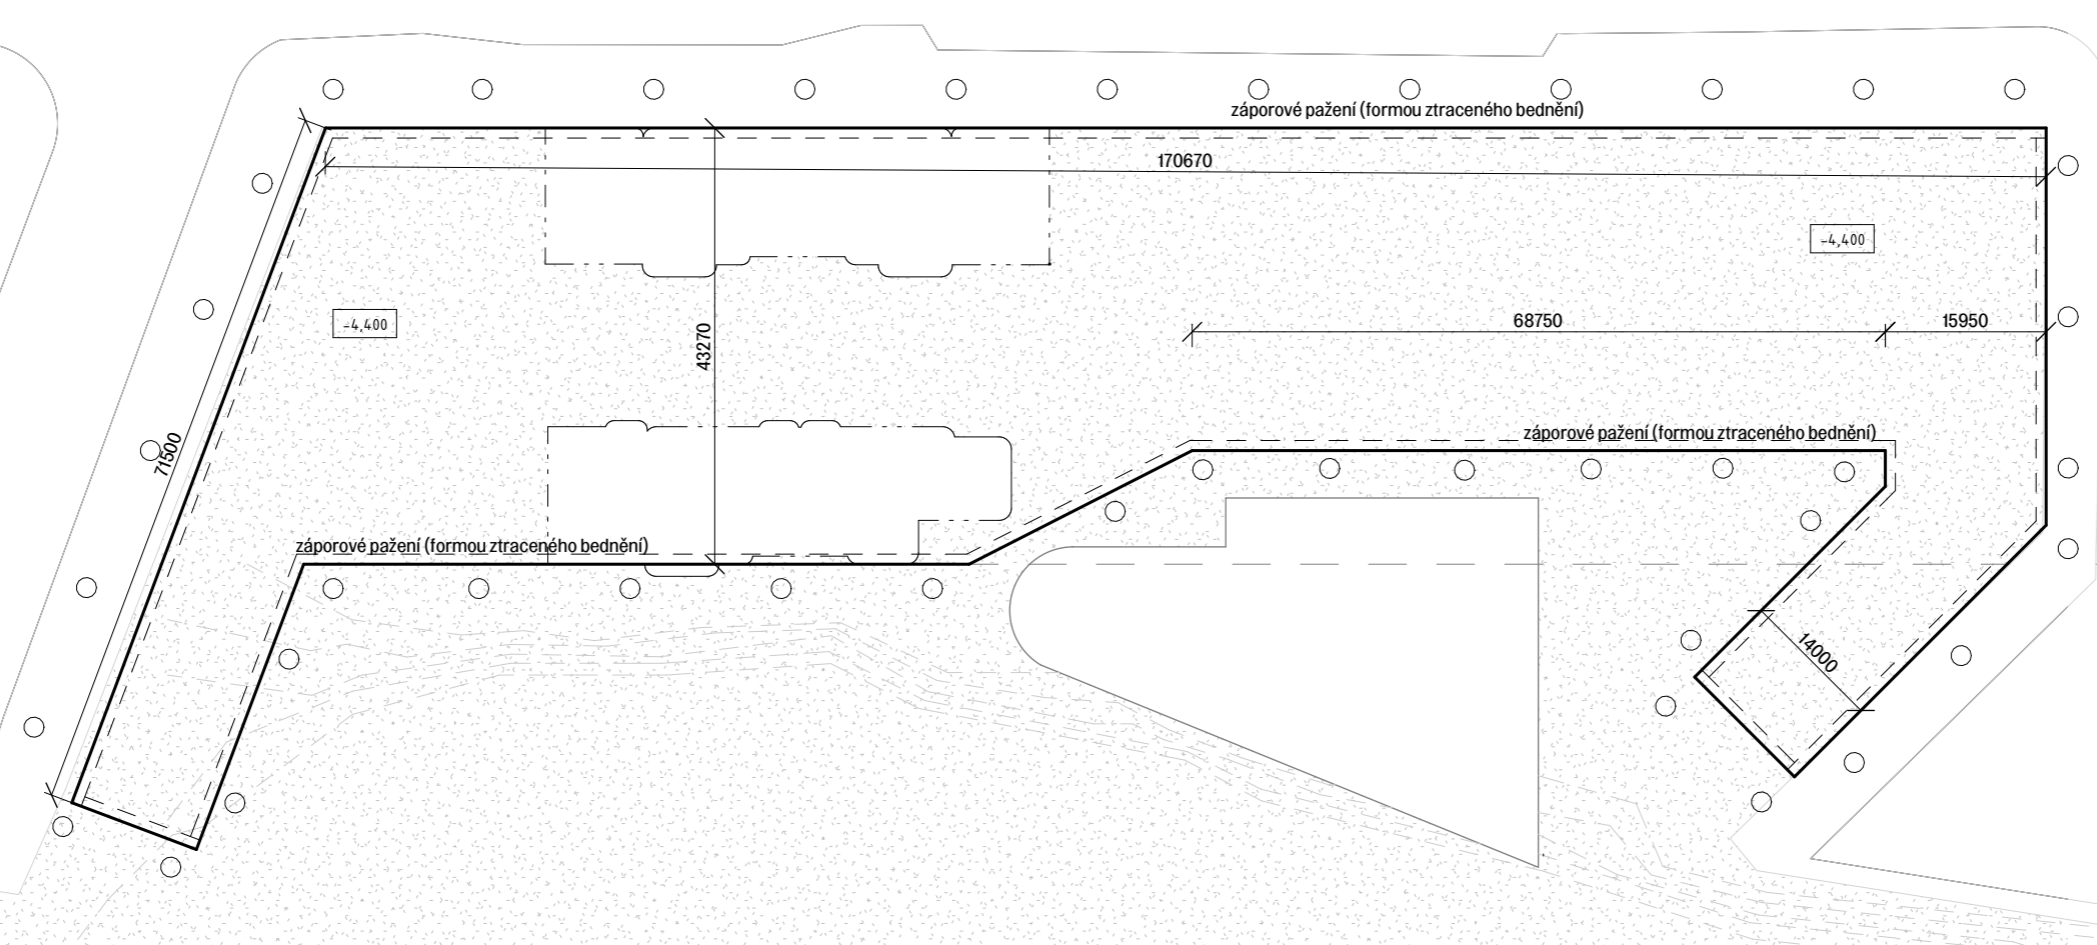 záporové pažení (formou ztraceného bednění)
170670
-4,400
-4,400
68750
15950
43270
71500
záporové pažení (formou ztraceného bednění)
záporové pažení (formou ztraceného bednění)
14000